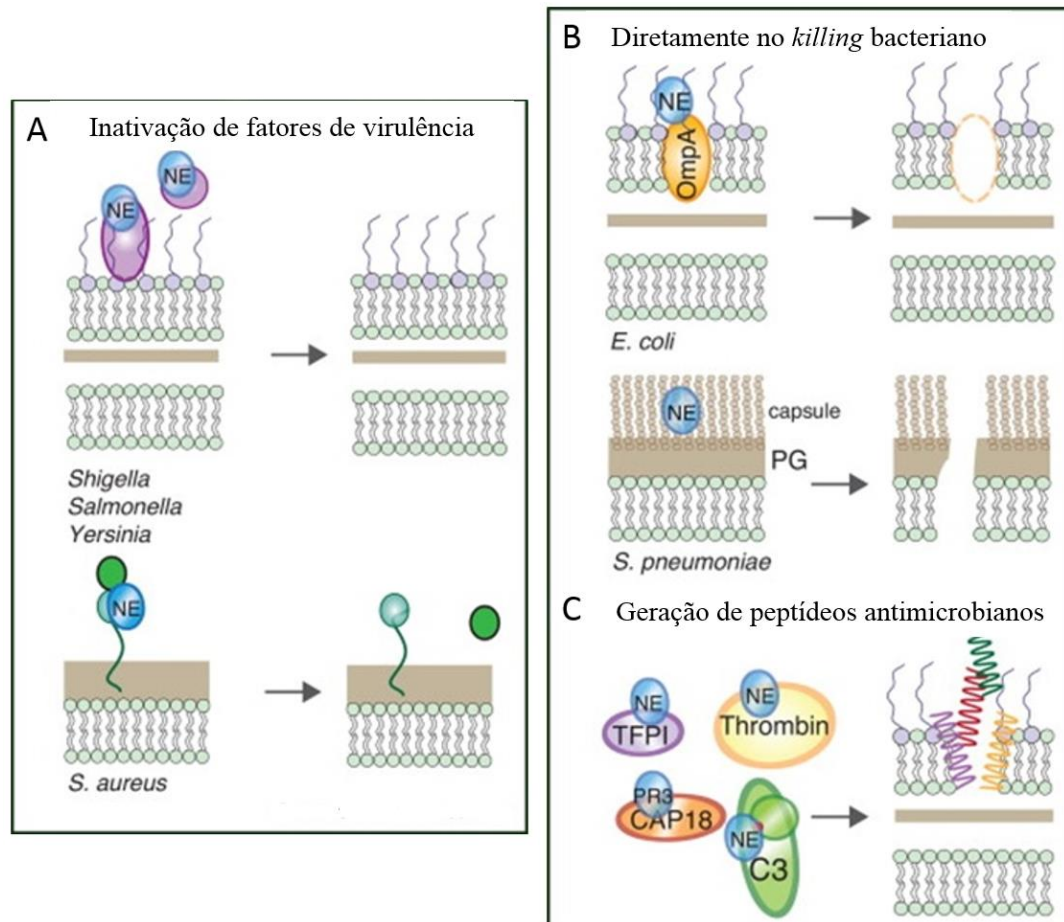 A Inativação de fatores de virulência
NE
NE
Shigella
Salmonella
Yersinia
NE
S. aureus
B Diretamente no killing bacteriano
NE
OmpA
E. coli
NE
capsule
PG
S. pneumoniae
C Geração de peptídeos antimicrobianos
NE
TFPI
NE
Thrombin
PR3
CAP18
NE
C3